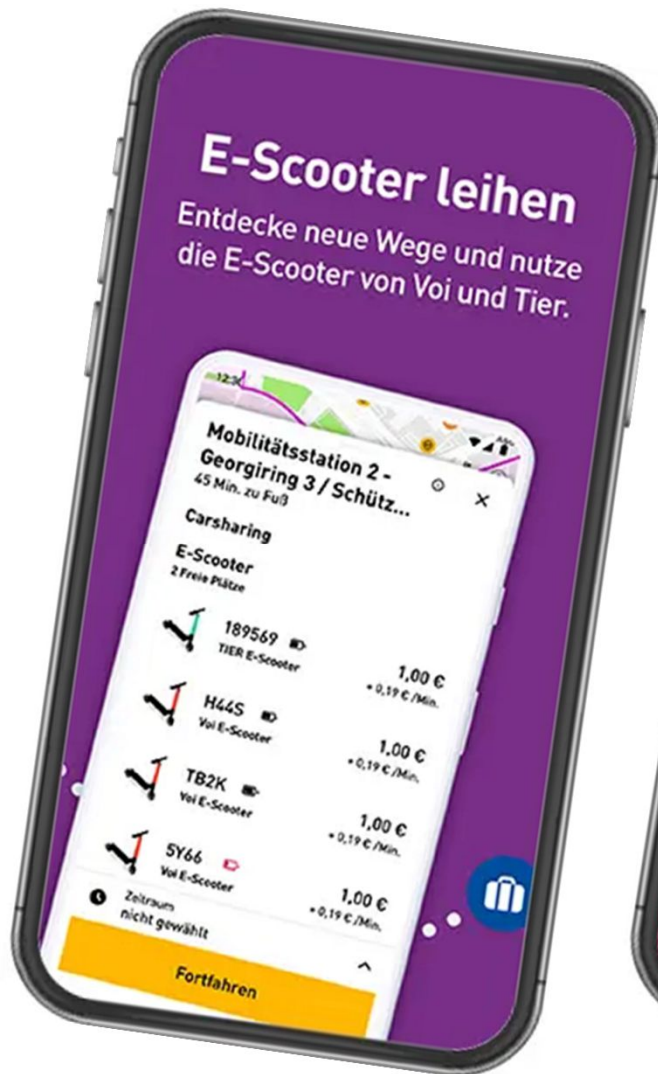 E-Scooter leihen
Entdecke neue Wege und nutze
die E-Scooter von Voi und Tier.
12:30
Mobilitätsstation 2 -
Georgiring 3 / Schütz...
45 Min. zu Fuß
Carsharing
E-Scooter
2 Freie Plätze
189569
TIER E-Scooter
1,00 €
+ 0,19 € /Min.
H44S
Voi E-Scooter
1,00 €
+ 0,19 € /Min.
TB2K
Voi E-Scooter
1,00 €
+ 0,19 € /Min.
5Y66
Voi E-Scooter
1,00 €
+ 0,19 € /Min.
Zeitraum
nicht gewählt
Fortfahren